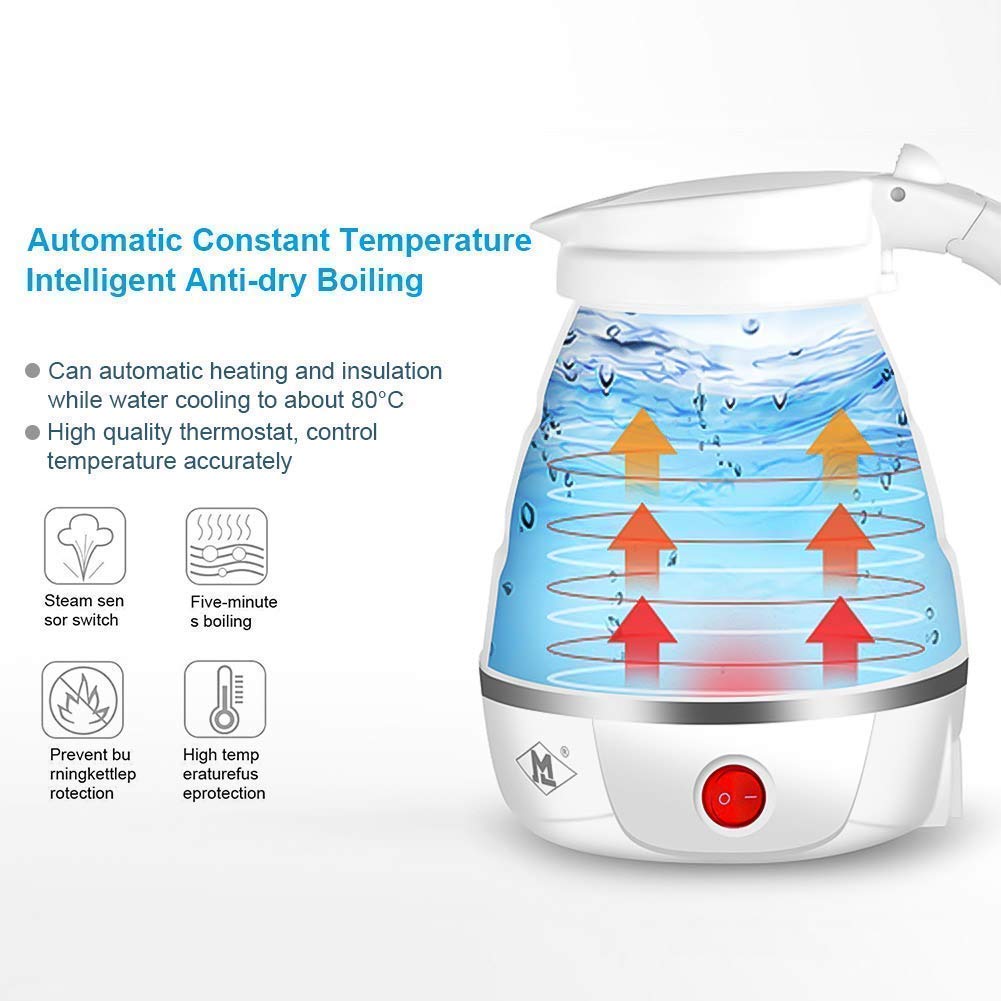 Automatic Constant Temperature
Intelligent Anti-dry Boiling
Can automatic heating and insulation
while water cooling to about 80°C
High quality thermostat, control
temperature accurately
Steam sen
sor switch
Five-minute
s boiling
Prevent bu
rningkettlep
rotection
High temp
eraturefus
eprotection
ML ®